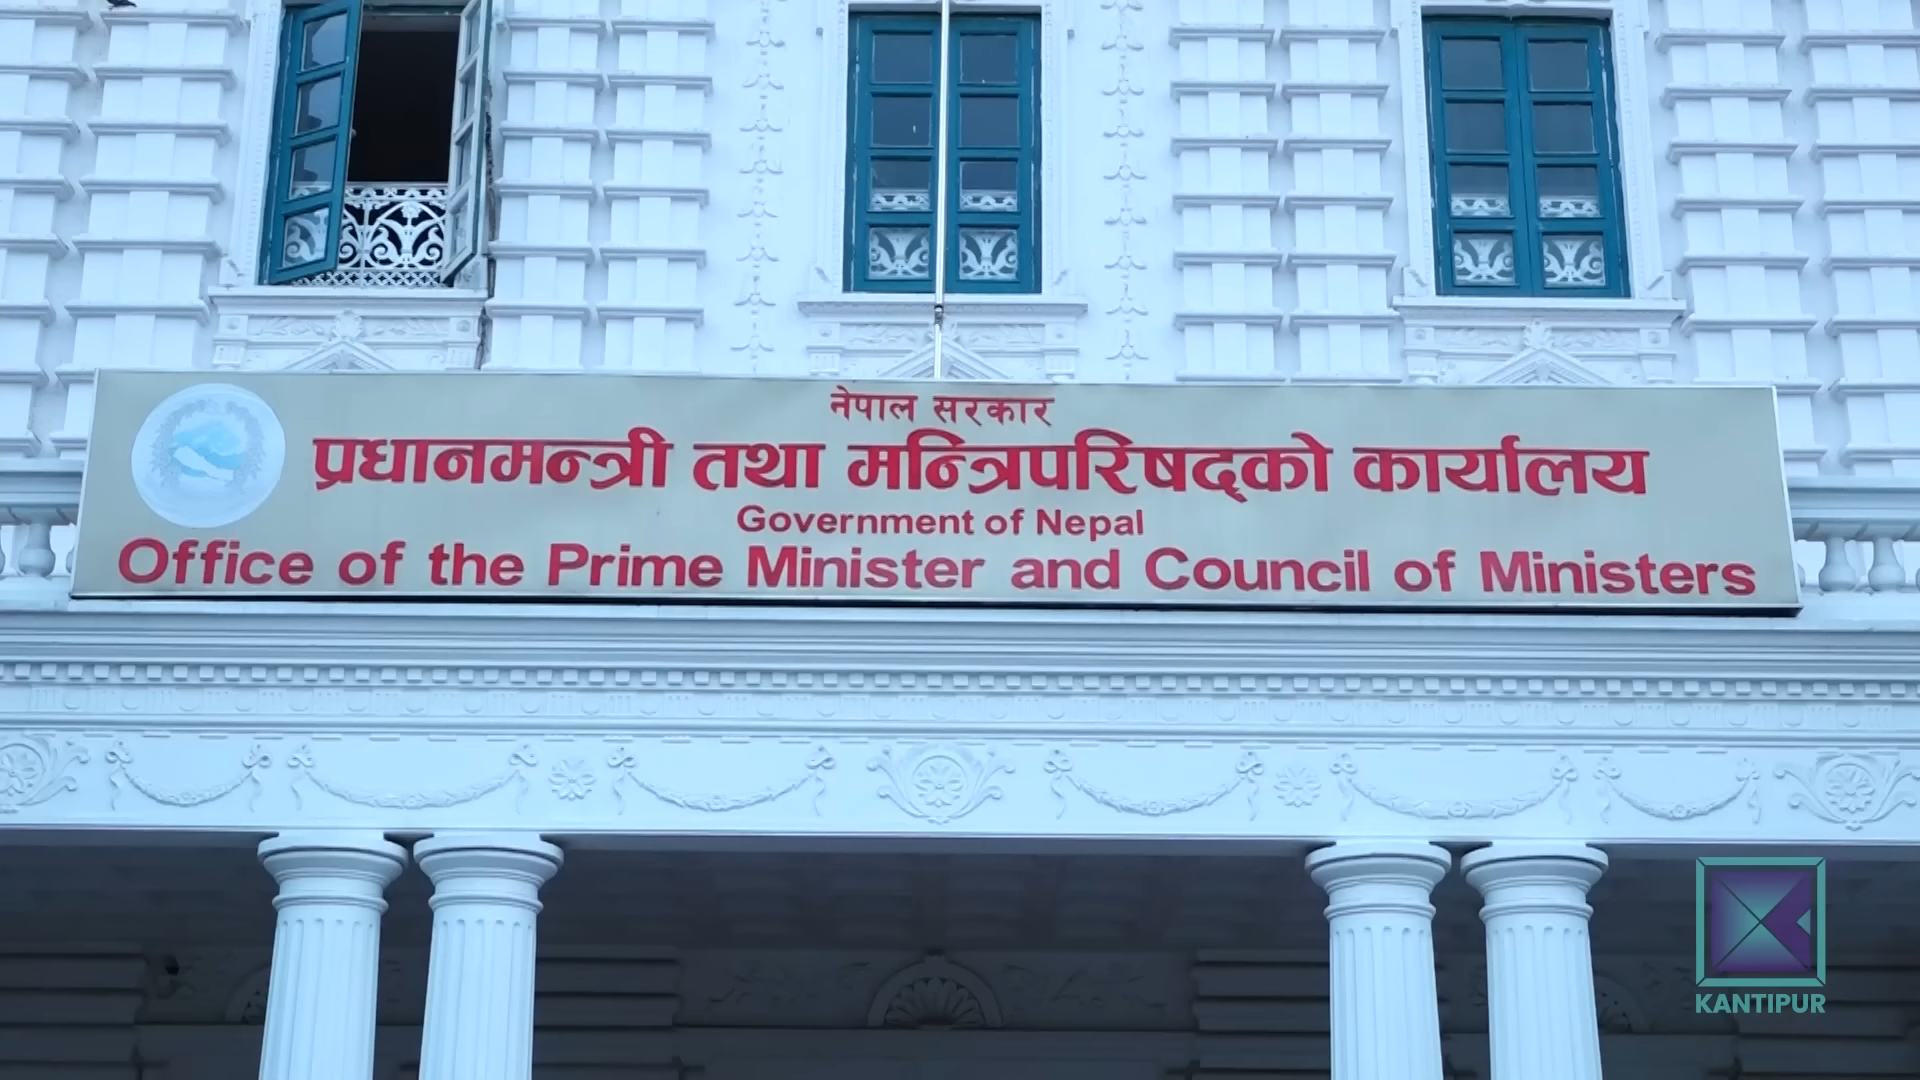 नेपाल सरकार
प्रधानमन्त्री तथा मन्त्रिपरिषद्को कार्यालय
Government of Nepal
Office of the Prime Minister and Council of Ministers
KANTIPUR